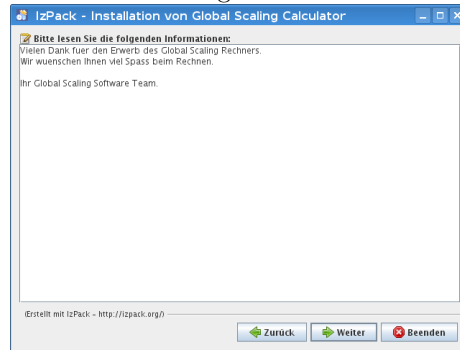 IzPack - Installation von Global Scaling Calculator
Bitte lesen Sie die folgenden Informationen:
Vielen Dank fuer den Erwerb des Global Scaling Rechners.
Wir wuenschen Ihnen viel Spass beim Rechnen.
Ihr Global Scaling Software Team.
(Erstellt mit IzPack - http://izpack.org/)
Zurück Weiter Beenden